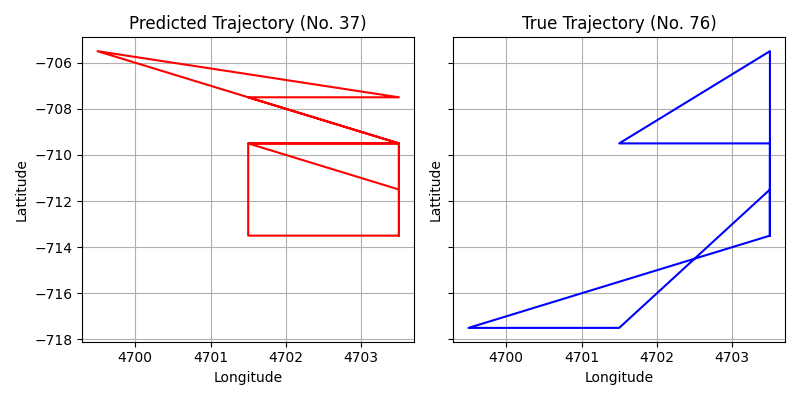 Predicted Trajectory (No. 37)
Lattitude
−706
−708
−710
−712
−714
−716
−718
4700
4701
4702
4703
Longitude
True Trajectory (No. 76)
Lattitude
4700
4701
4702
4703
Longitude